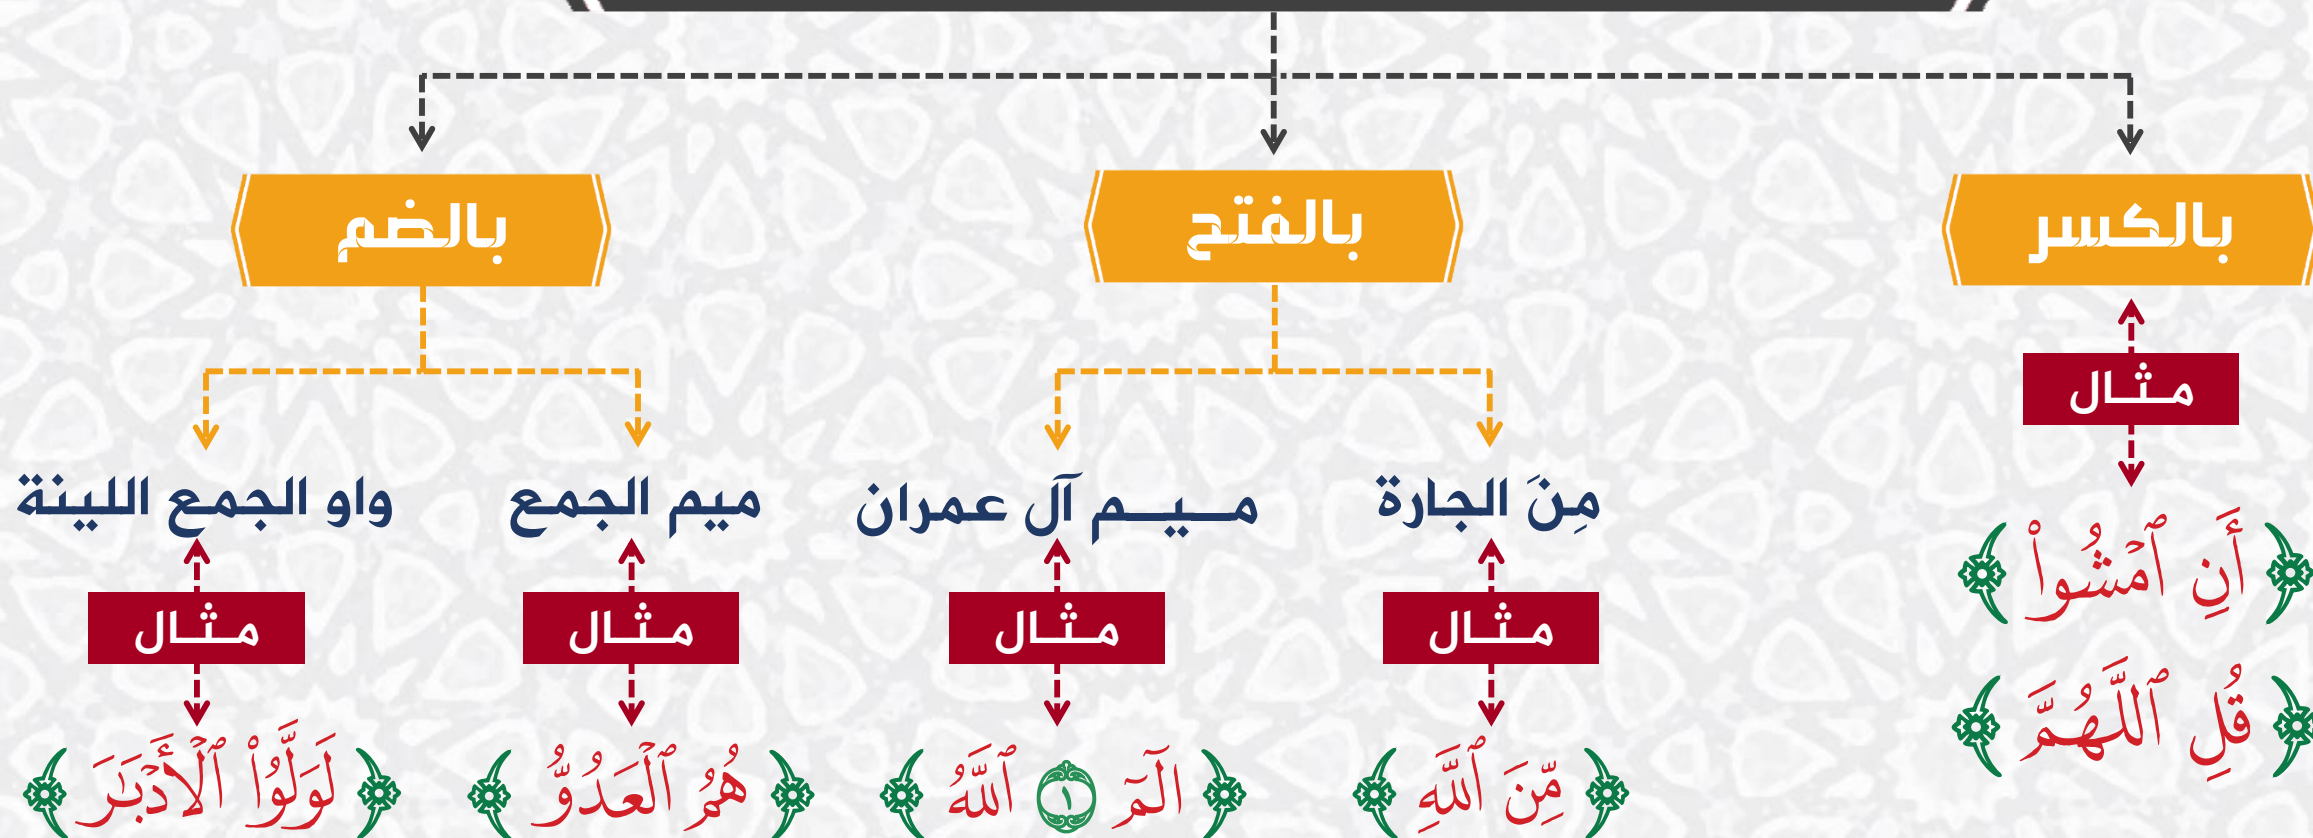 بالكسر
بالفتح
بالضم
مثال
مِنَ الجارة
ميم آل عمران
ميم الجمع
واو الجمع اللينة
﴿أَنِ ٱمۡشُواْ﴾
مثال
مثال
مثال
مثال
﴿قُلِ ٱللَّهُمَّ﴾
﴿مِّنَ ٱللَّهِ﴾
﴿الٓمٓ ١ ٱللَّهُ﴾
﴿هُمُ ٱلۡعَدُوُّ﴾
﴿لَوَلَّوُاْ ٱلۡأَدۡبَٰرَ﴾